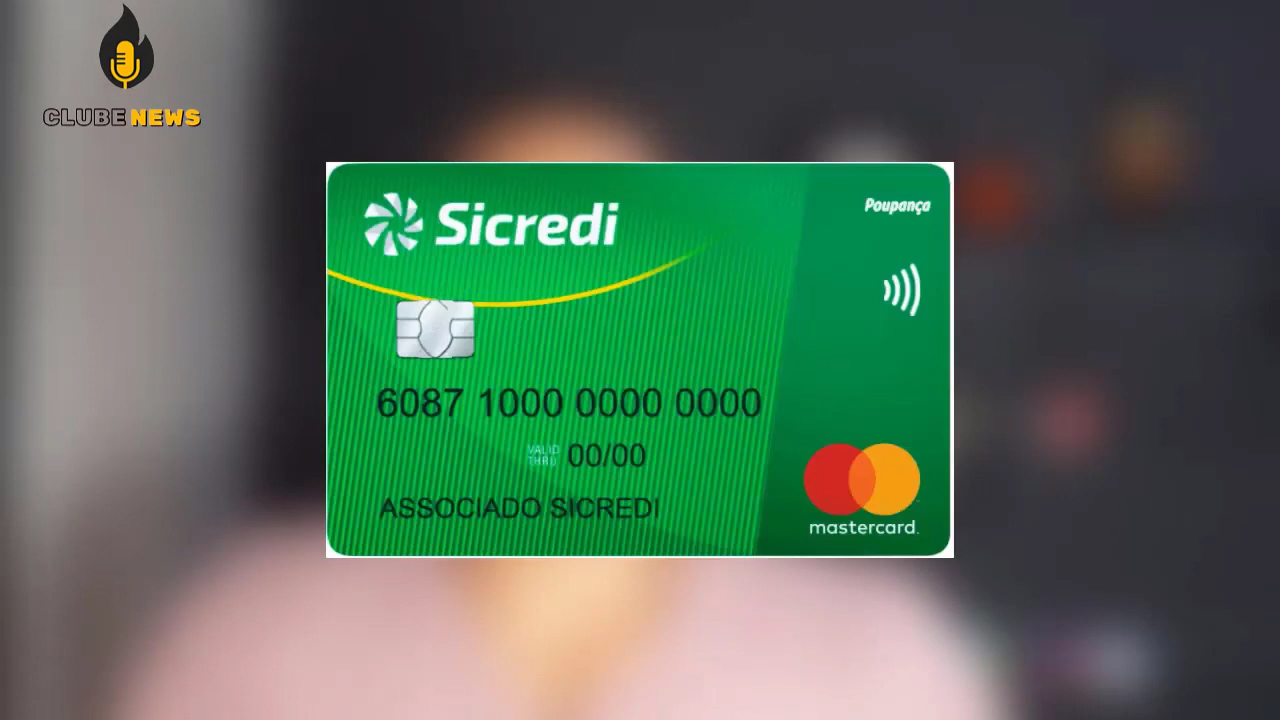 CLUBE NEWS
Sicredi
Poupança
6087 1000 0000 0000
VALID
THRU
00/00
ASSOCIADO SICREDI
mastercard.